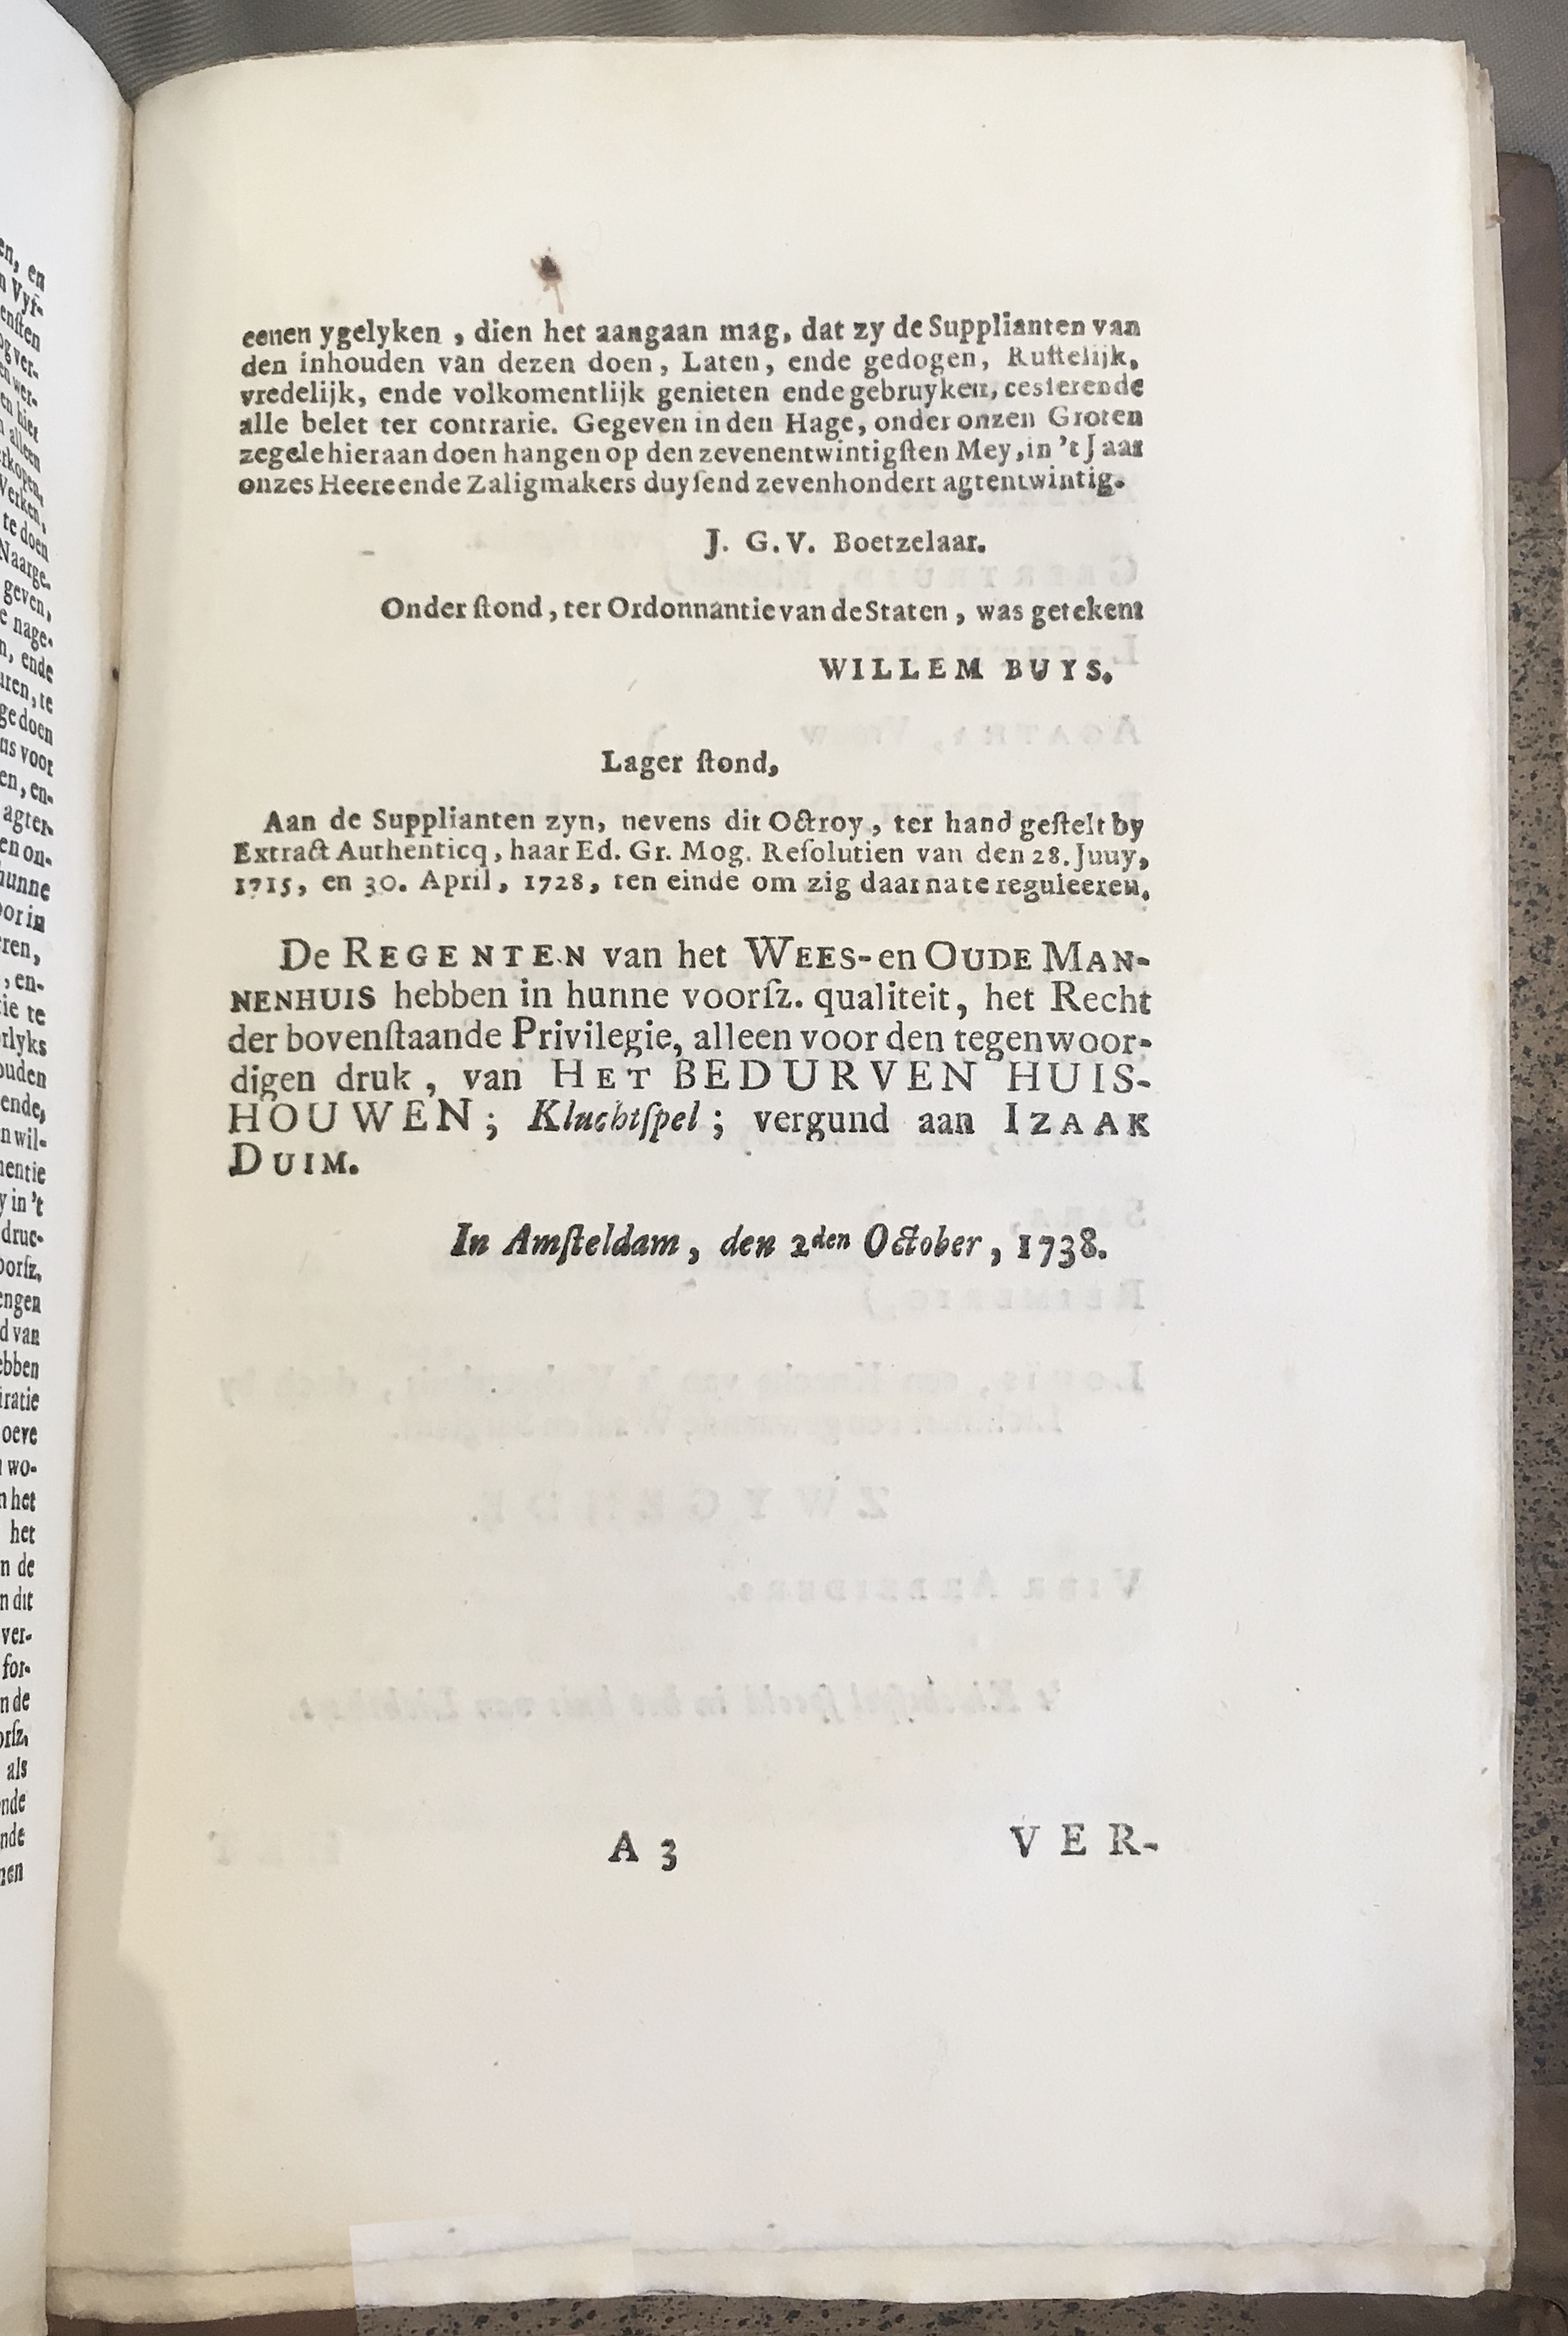 eenen ygelyken , dien het aangaan mag, dat zy de Supplianten van
den inhouden van dezen doen, Laten, ende gedogen, Rustelijk,
vredelijk, ende volkomentlijk genieten ende gebruyken, cesserende
alle belet ter contrarie. Gegeven in den Hage, onder onzen Groten
zegele hieraan doen hangen op den zevenentwintigſten Mey, in 't Jaar
onzes Heere ende Zaligmakers duyſend zevenhondert agtentwintig.
J. G. V. Boetzelaar.
Onder ſtond, ter Ordonnantie van de Staten, was getekent
WILLEM BUYS.
Lager ſtond,
Aan de Supplianten zyn, nevens dit Octroy, ter hand geſtelt by
Extract Authenticq, haar Ed. Gr. Mog. Reſolutien van den 28. Juuy,
1715, en 30. April, 1728, ten einde om zig daar na te reguleeren.
De REGENTEN van het WEES- en OUDE MAN-
NENHUIS hebben in hunne voorſz. qualiteit, het Recht
der bovenſtaande Privilegie, alleen voor den tegenwoor-
digen druk, van HET BEDURVEN HUIS-
HOUWEN; Kluchtſpel; vergund aan IZAAK
DUIM.
In Amſteldam, den 2den October, 1738.
A 3 VER-